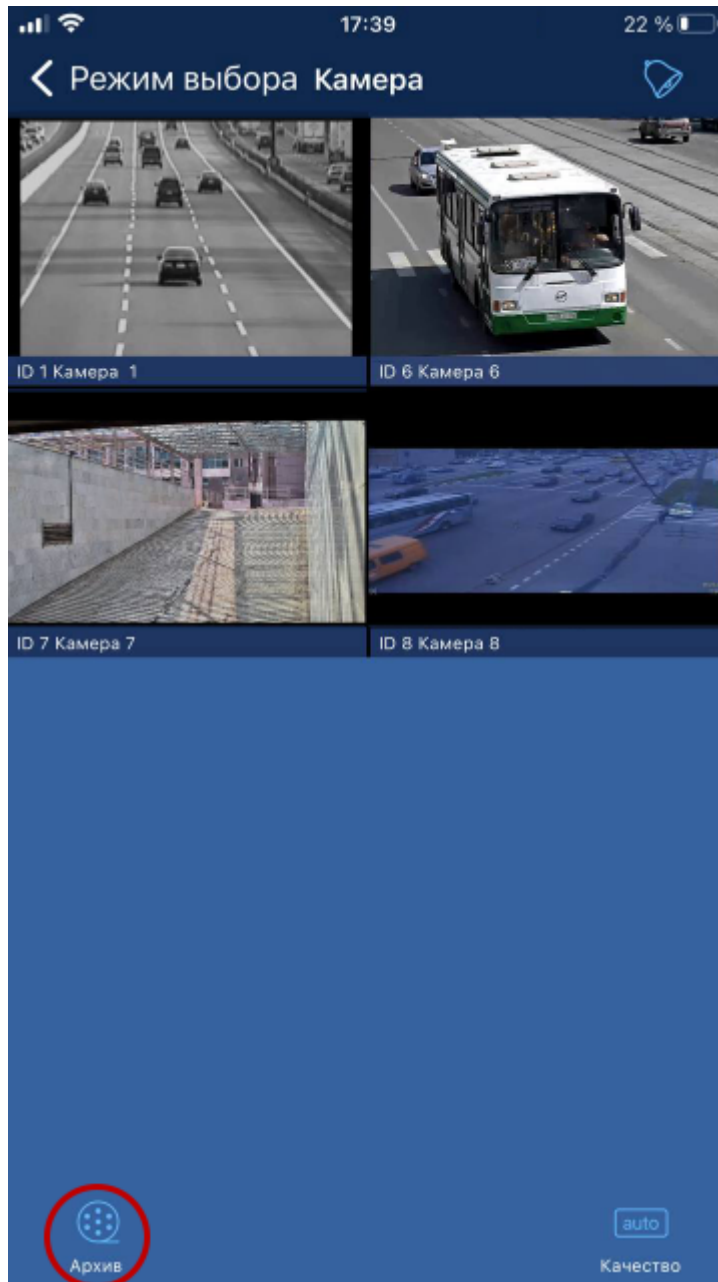 17:39
22 %
Режим выбора Камера
ID 1 Камера 1
ID 6 Камера 6
ID 7 Камера 7
ID 8 Камера 8
auto
Архив
Качество